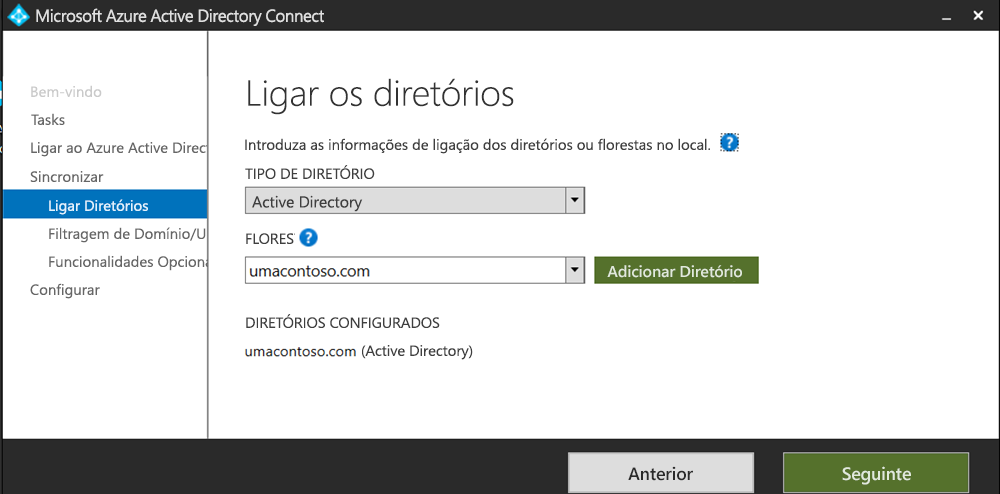 Microsoft Azure Active Directory Connect
Bem-vindo
Tasks
Ligar ao Azure Active Direc
Sincronizar
Ligar Diretórios
Filtragem de Domínio/U
Funcionalidades Opciona
Configurar
Ligar os diretórios
Introduza as informações de ligação dos diretórios ou florestas no local. ?
TIPO DE DIRETÓRIO
Active Directory
FLORES ?
umacontoso.com
Adicionar Diretório
DIRETÓRIOS CONFIGURADOS
umacontoso.com (Active Directory)
Anterior
Seguinte